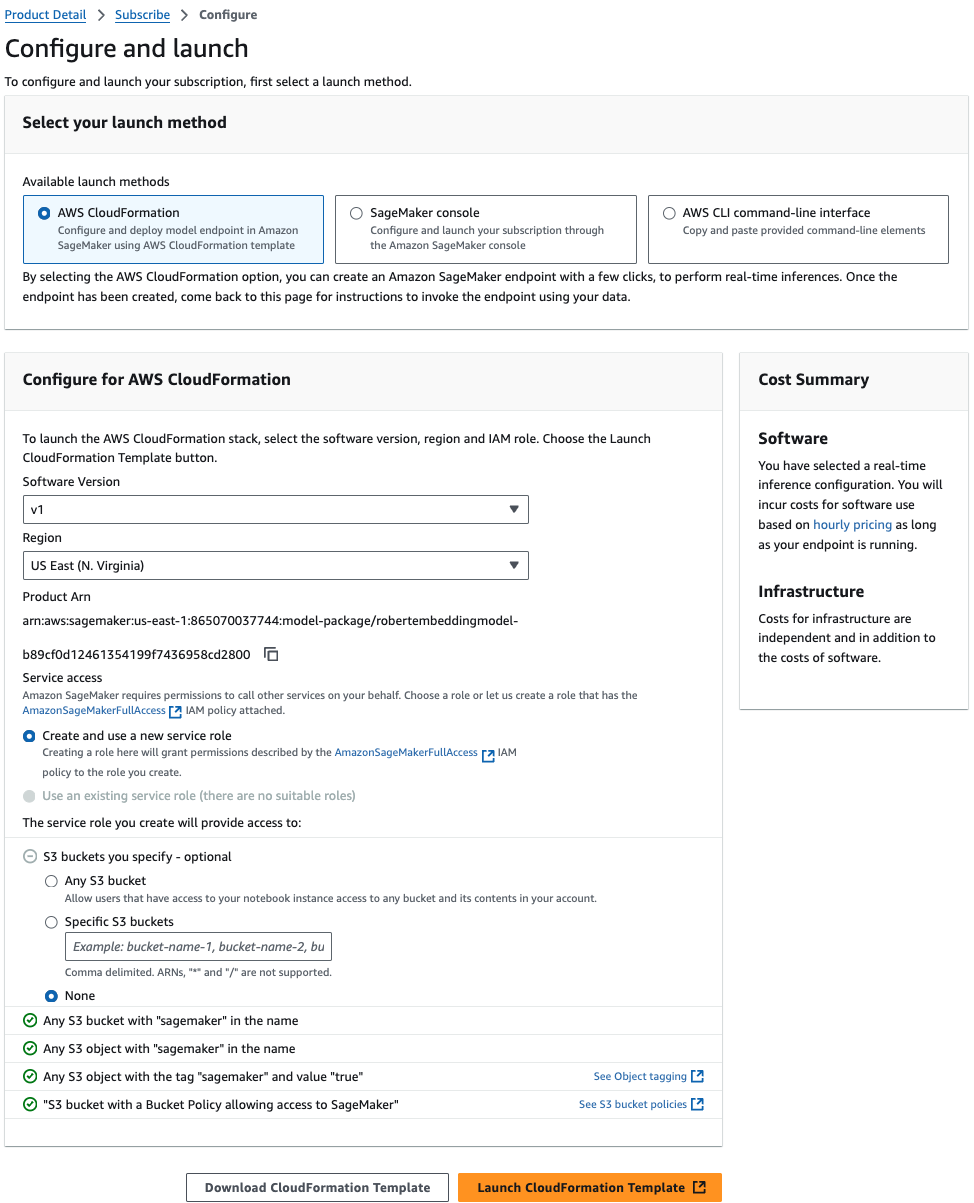 Product Detail > Subscribe > Configure
Configure and launch
To configure and launch your subscription, first select a launch method.
Select your launch method
Available launch methods
AWS CloudFormation
Configure and deploy model endpoint in Amazon
SageMaker using AWS CloudFormation template
SageMaker console
Configure and launch your subscription through
the Amazon SageMaker console
AWS CLI command-line interface
Copy and paste provided command-line elements
By selecting the AWS CloudFormation option, you can create an Amazon SageMaker endpoint with a few clicks, to perform real-time inferences. Once the
endpoint has been created, come back to this page for instructions to invoke the endpoint using your data.
Configure for AWS CloudFormation
To launch the AWS CloudFormation stack, select the software version, region and IAM role. Choose the Launch
CloudFormation Template button.
Software Version
v1
Region
US East (N. Virginia)
Product Arn
arn:aws:sagemaker:us-east-1:865070037744:model-package/robertembeddingmodel-
b89cf0d12461354199f7436958cd2800
Service access
Amazon SageMaker requires permissions to call other services on your behalf. Choose a role or let us create a role that has the
AmazonSageMakerFullAccess IAM policy attached.
Create and use a new service role
Creating a role here will grant permissions described by the AmazonSageMakerFullAccess IAM
policy to the role you create.
Use an existing service role (there are no suitable roles)
The service role you create will provide access to:
S3 buckets you specify - optional
Any S3 bucket
Allow users that have access to your notebook instance access to any bucket and its contents in your account.
Specific S3 buckets
Example: bucket-name-1, bucket-name-2, bu
Comma delimited. ARNs, "*" and "/" are not supported.
None
Any S3 bucket with "sagemaker" in the name
Any S3 object with "sagemaker" in the name
Any S3 object with the tag "sagemaker" and value "true"
See Object tagging
"S3 bucket with a Bucket Policy allowing access to SageMaker"
See S3 bucket policies
Cost Summary
Software
You have selected a real-time
inference configuration. You will
incur costs for software use
based on hourly pricing as long
as your endpoint is running.
Infrastructure
Costs for infrastructure are
independent and in addition to
the costs of software.
Download CloudFormation Template
Launch CloudFormation Template